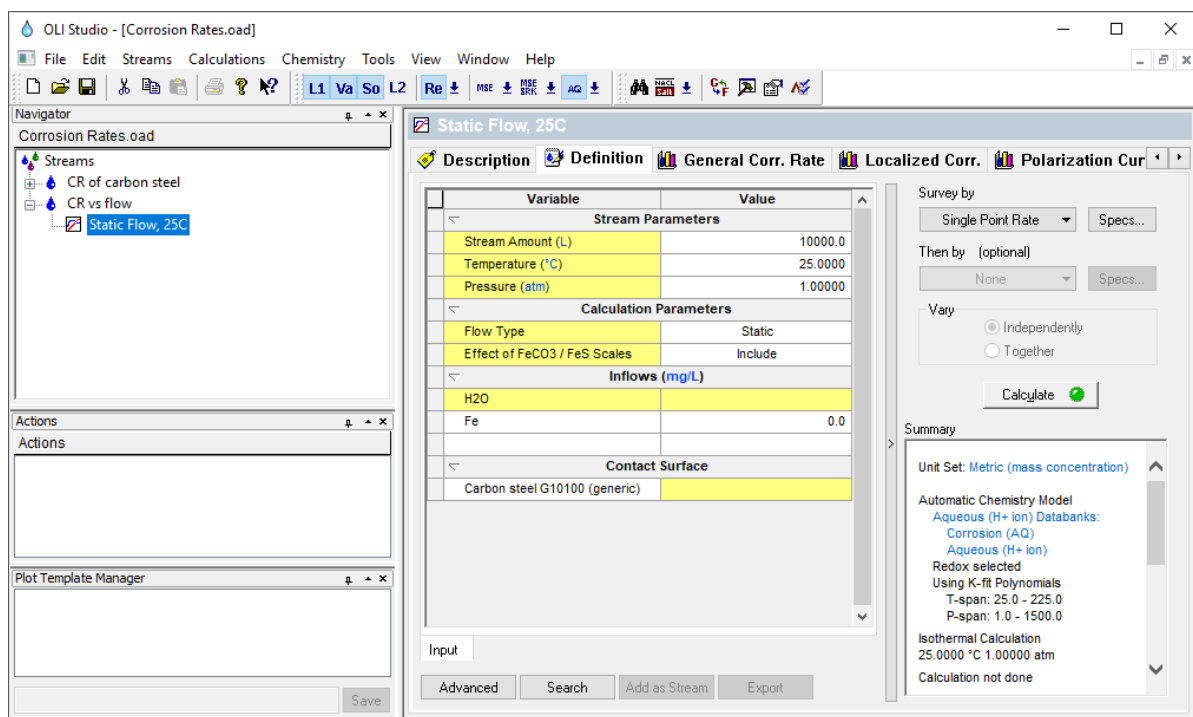 OLI Studio - [Corrosion Rates.oad]
File Edit Streams Calculations Chemistry Tools View Window Help
L1 Va So L2 Re MSE MSE SRK AQ NACL
Navigator
Corrosion Rates.oad
Streams
CR of carbon steel
CR vs flow
Static Flow, 25C
Actions
Actions
Plot Template Manager
Save
Static Flow, 25C
Description Definition General Corr. Rate Localized Corr. Polarization Cur
Variable Value
Stream Parameters
Stream Amount (L) 10000.0
Temperature (°C) 25.0000
Pressure (atm) 1.00000
Calculation Parameters
Flow Type Static
Effect of FeCO3 / FeS Scales Include
Inflows (mg/L)
H2O
Fe 0.0
Contact Surface
Carbon steel G10100 (generic)
Input
Advanced Search Add as Stream Export
Survey by
Single Point Rate Specs...
Then by (optional)
None Specs...
Vary
Independently
Together
Calculate
Summary
Unit Set: Metric (mass concentration)
Automatic Chemistry Model
Aqueous (H+ ion) Databanks:
Corrosion (AQ)
Aqueous (H+ ion)
Redox selected
Using K-fit Polynomials
T-span: 25.0 - 225.0
P-span: 1.0 - 1500.0
Isothermal Calculation
25.0000 °C 1.00000 atm
Calculation not done